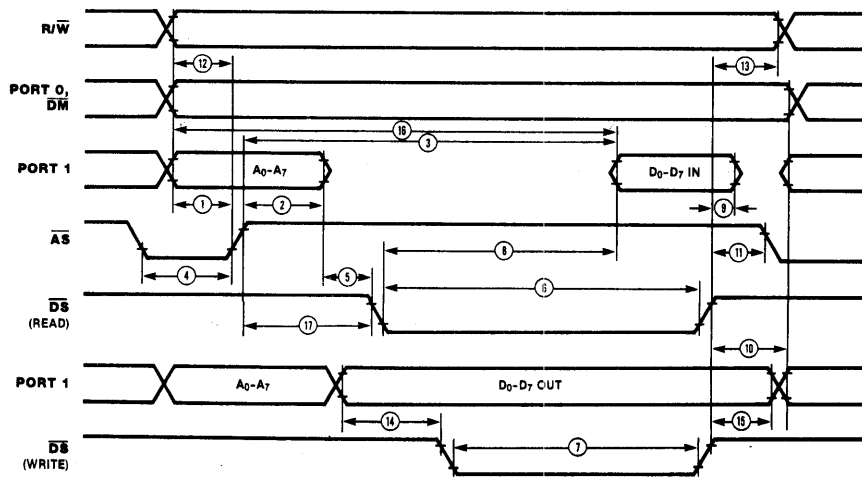 R/W̅
12
13
PORT 0,
D̅M̅
16
3
PORT 1
A₀-A₇
D₀-D₇ IN
1
2
9
A̅S̅
8
11
4
5
6
D̅S̅
(READ)
17
10
PORT 1
A₀-A₇
D₀-D₇ OUT
14
15
7
D̅S̅
(WRITE)